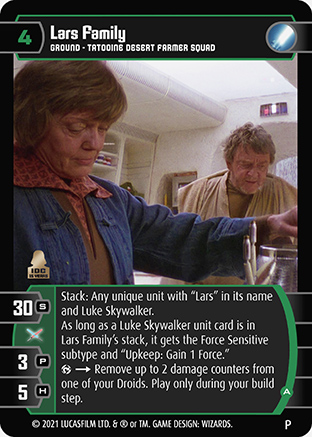 4
Lars Family
GROUND - TATOOINE DESERT FARMER SQUAD
IDC
15 YEARS
30 S
3 P
5 H
Stack: Any unique unit with “Lars” in its name
and Luke Skywalker.
As long as a Luke Skywalker unit card is in
Lars Family’s stack, it gets the Force Sensitive
subtype and “Upkeep: Gain 1 Force.”
→ Remove up to 2 damage counters from
one of your Droids. Play only during your build
step.
A
© 2021 LUCASFILM LTD. & ® or TM. GAME DESIGN: WIZARDS.
P